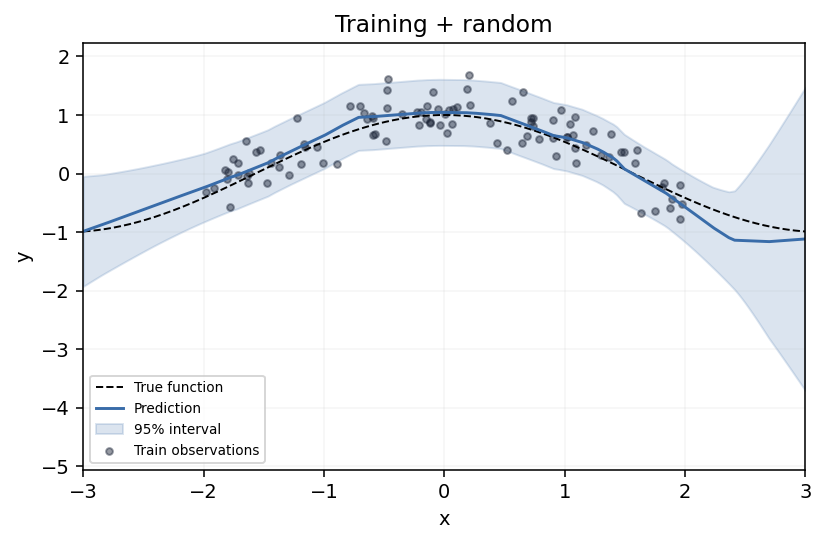 Training + random
2
1
0
−1
−2
−3
−4
−5
y
True function
Prediction
95% interval
Train observations
−3 −2 −1 0 1 2 3
x